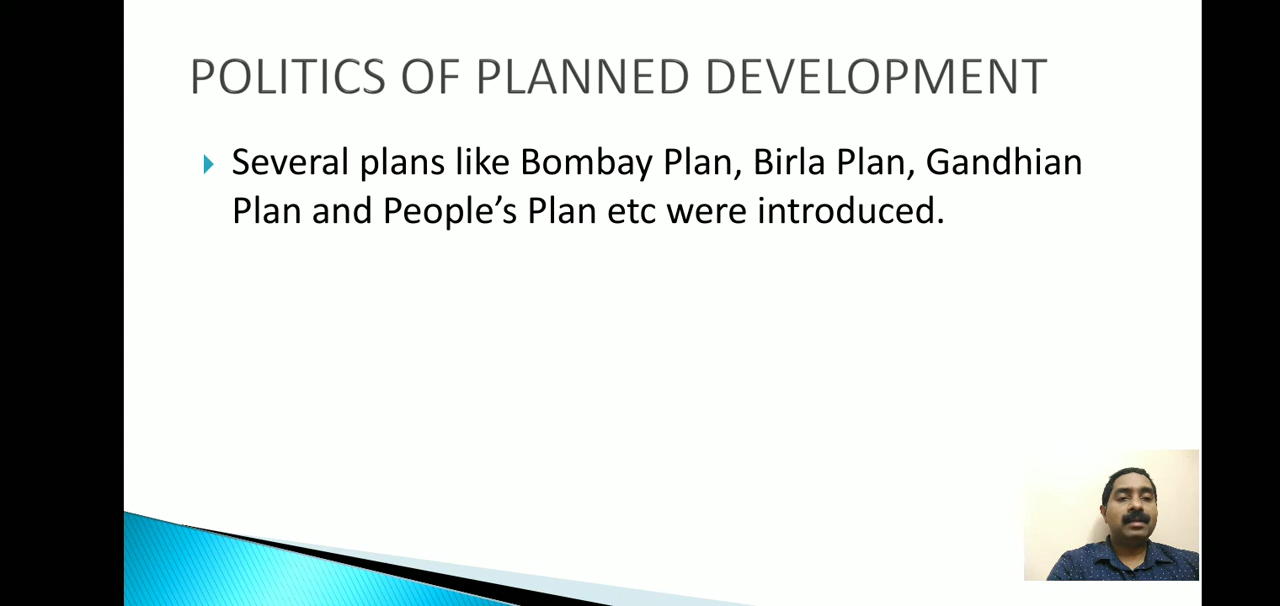 POLITICS OF PLANNED DEVELOPMENT
Several plans like Bombay Plan, Birla Plan, Gandhian
Plan and People’s Plan etc were introduced.